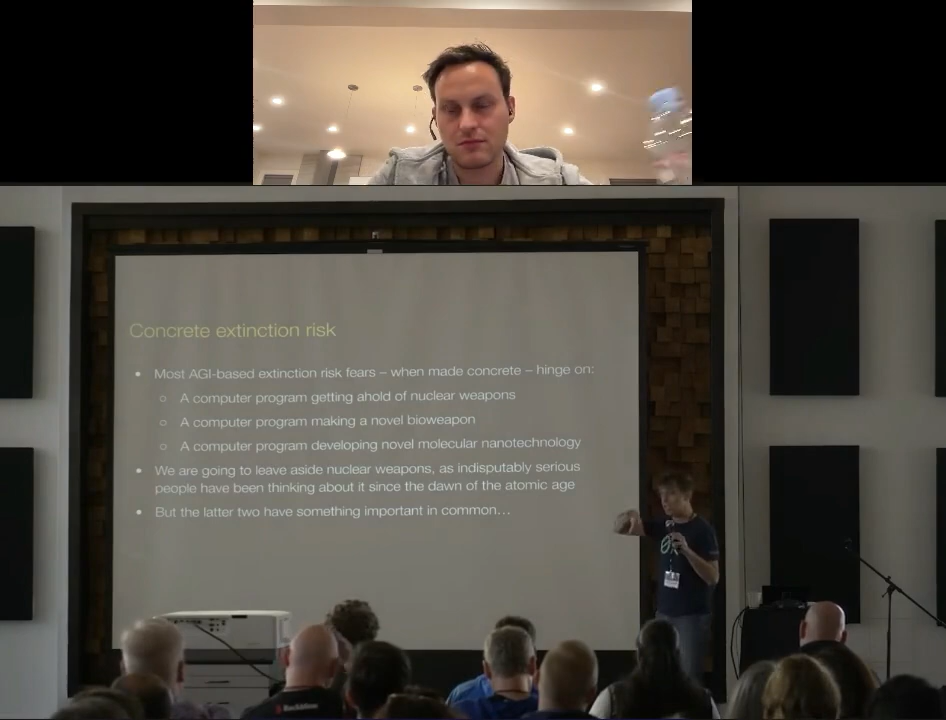 Concrete extinction risk
● Most AGI-based extinction risk fears – when made concrete – hinge on:
○ A computer program getting ahold of nuclear weapons
○ A computer program making a novel bioweapon
○ A computer program developing novel molecular nanotechnology
● We are going to leave aside nuclear weapons, as indisputably serious
people have been thinking about it since the dawn of the atomic age
● But the latter two have something important in common…